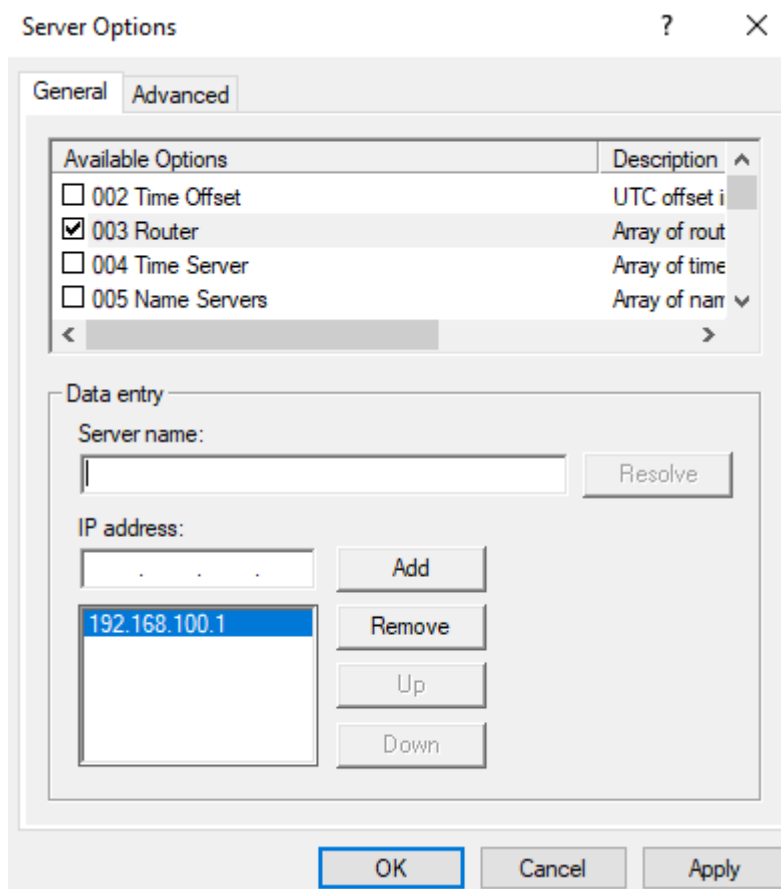 Server Options ?
General Advanced
Available Options Description
002 Time Offset UTC offset i
003 Router Array of rout
004 Time Server Array of time
005 Name Servers Array of nam
Data entry
Server name:
Resolve
IP address:
. . . Add
192.168.100.1 Remove
Up
Down
OK Cancel Apply